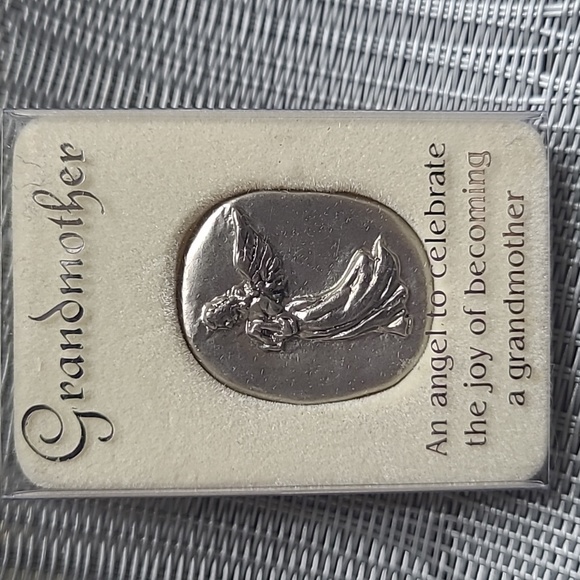 Grandmother
An angel to celebrate
the joy of becoming
a grandmother